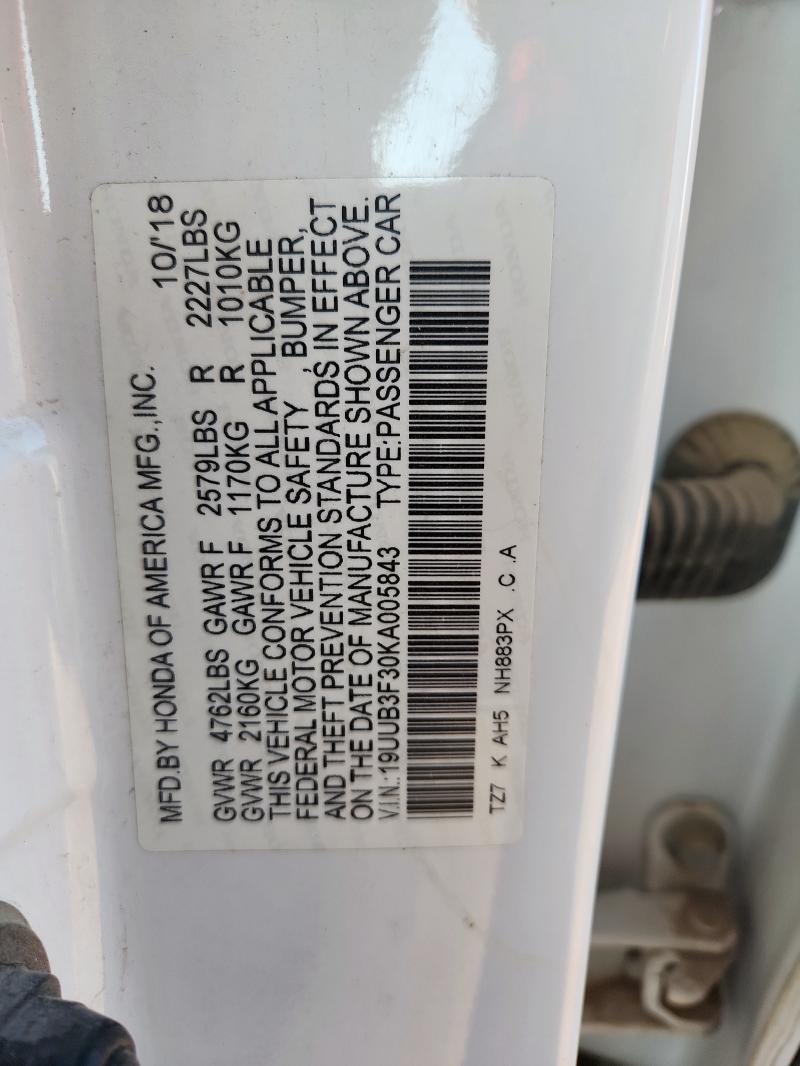 MFD.BY HONDA OF AMERICA MFG.,INC. 10/'18
GVWR 4762LBS GAWR F 2579LBS R 2227LBS
GVWR 2160KG GAWR F 1170KG R 1010KG
THIS VEHICLE CONFORMS TO ALL APPLICABLE
FEDERAL MOTOR VEHICLE SAFETY , BUMPER,
AND THEFT PREVENTION STANDARDS IN EFFECT
ON THE DATE OF MANUFACTURE SHOWN ABOVE.
V.I.N.:19UUB3F30KA005843 TYPE:PASSENGER CAR
TZ7 K AH5 NH883PX .C .A